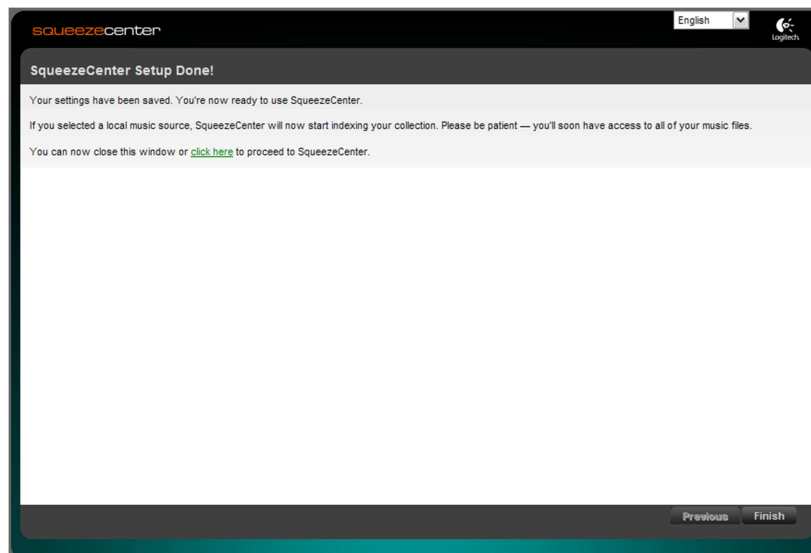 squeezecenter
English
Logitech
SqueezeCenter Setup Done!
Your settings have been saved. You're now ready to use SqueezeCenter.
If you selected a local music source, SqueezeCenter will now start indexing your collection. Please be patient — you'll soon have access to all of your music files.
You can now close this window or click here to proceed to SqueezeCenter.
Previous Finish